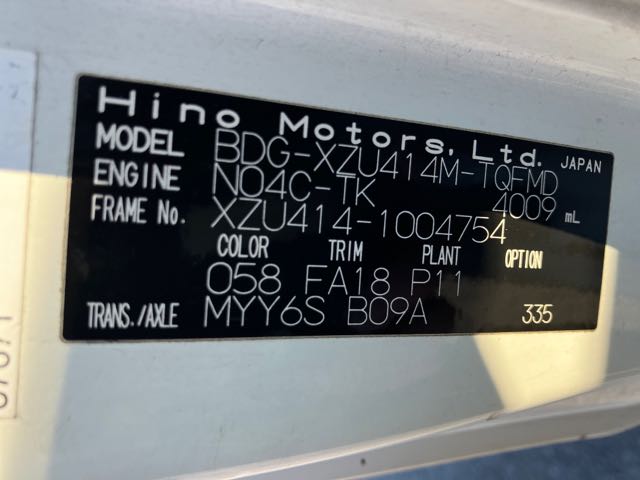 Hino Motors, Ltd. JAPAN
MODEL BDG-XZU414M-TQFMD
ENGINE N04C-TK 4009 mL
FRAME No. XZU414-1004754
COLOR TRIM PLANT OPTION
058 FA18 P11
TRANS./AXLE MYY6S B09A 335